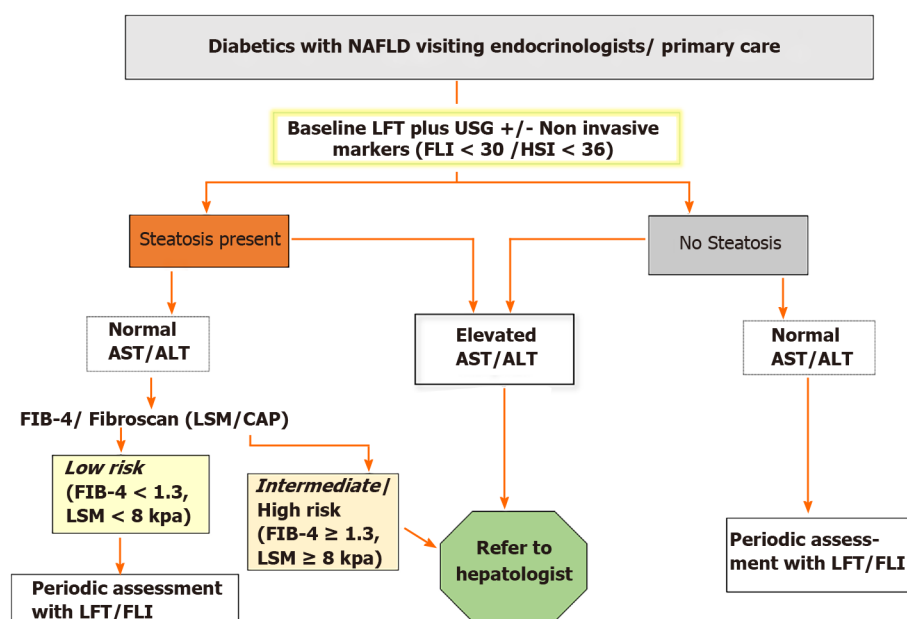 Diabetics with NAFLD visiting endocrinologists/ primary care
Baseline LFT plus USG +/- Non invasive
markers (FLI < 30 /HSI < 36)
Steatosis present
No Steatosis
Normal
AST/ALT
Elevated
AST/ALT
Normal
AST/ALT
FIB-4/ Fibroscan (LSM/CAP)
Low risk
(FIB-4 < 1.3,
LSM < 8 kpa)
Intermediate/
High risk
(FIB-4 ≥ 1.3,
LSM ≥ 8 kpa)
Refer to
hepatologist
Periodic assess-
ment with LFT/FLI
Periodic assessment
with LFT/FLI